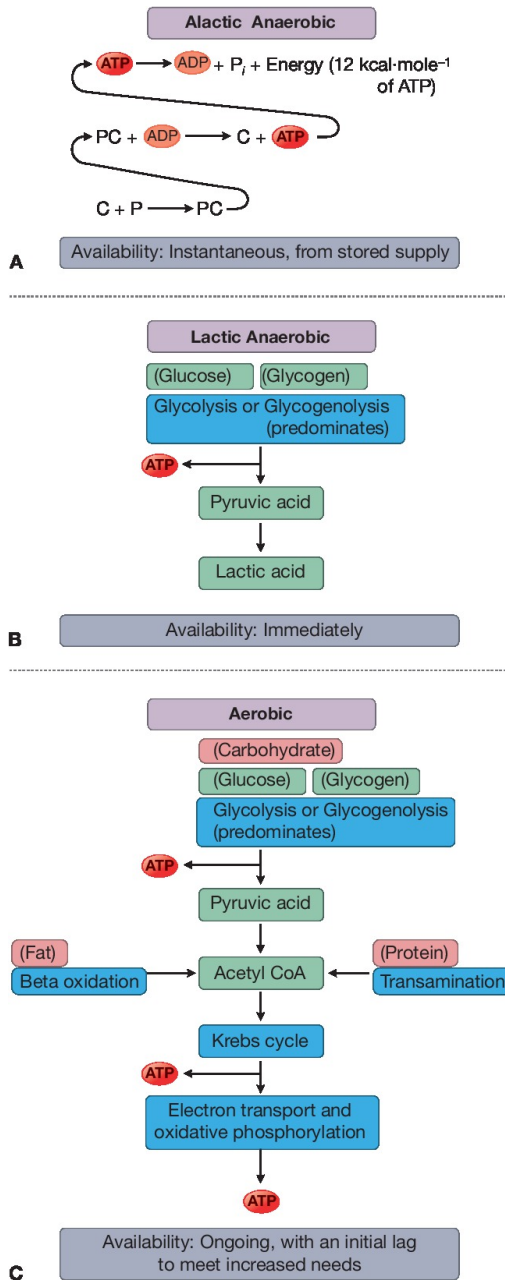 Alactic Anaerobic
ATP → ADP + Pi + Energy (12 kcal·mole⁻¹
of ATP)
PC + ADP → C + ATP
C + P → PC
Availability: Instantaneous, from stored supply
A
Lactic Anaerobic
(Glucose) (Glycogen)
Glycolysis or Glycogenolysis
(predominates)
ATP
Pyruvic acid
Lactic acid
Availability: Immediately
B
Aerobic
(Carbohydrate)
(Glucose) (Glycogen)
Glycolysis or Glycogenolysis
(predominates)
ATP
Pyruvic acid
(Fat) (Protein)
Beta oxidation Acetyl CoA Transamination
Krebs cycle
ATP
Electron transport and
oxidative phosphorylation
ATP
Availability: Ongoing, with an initial lag
to meet increased needs
C